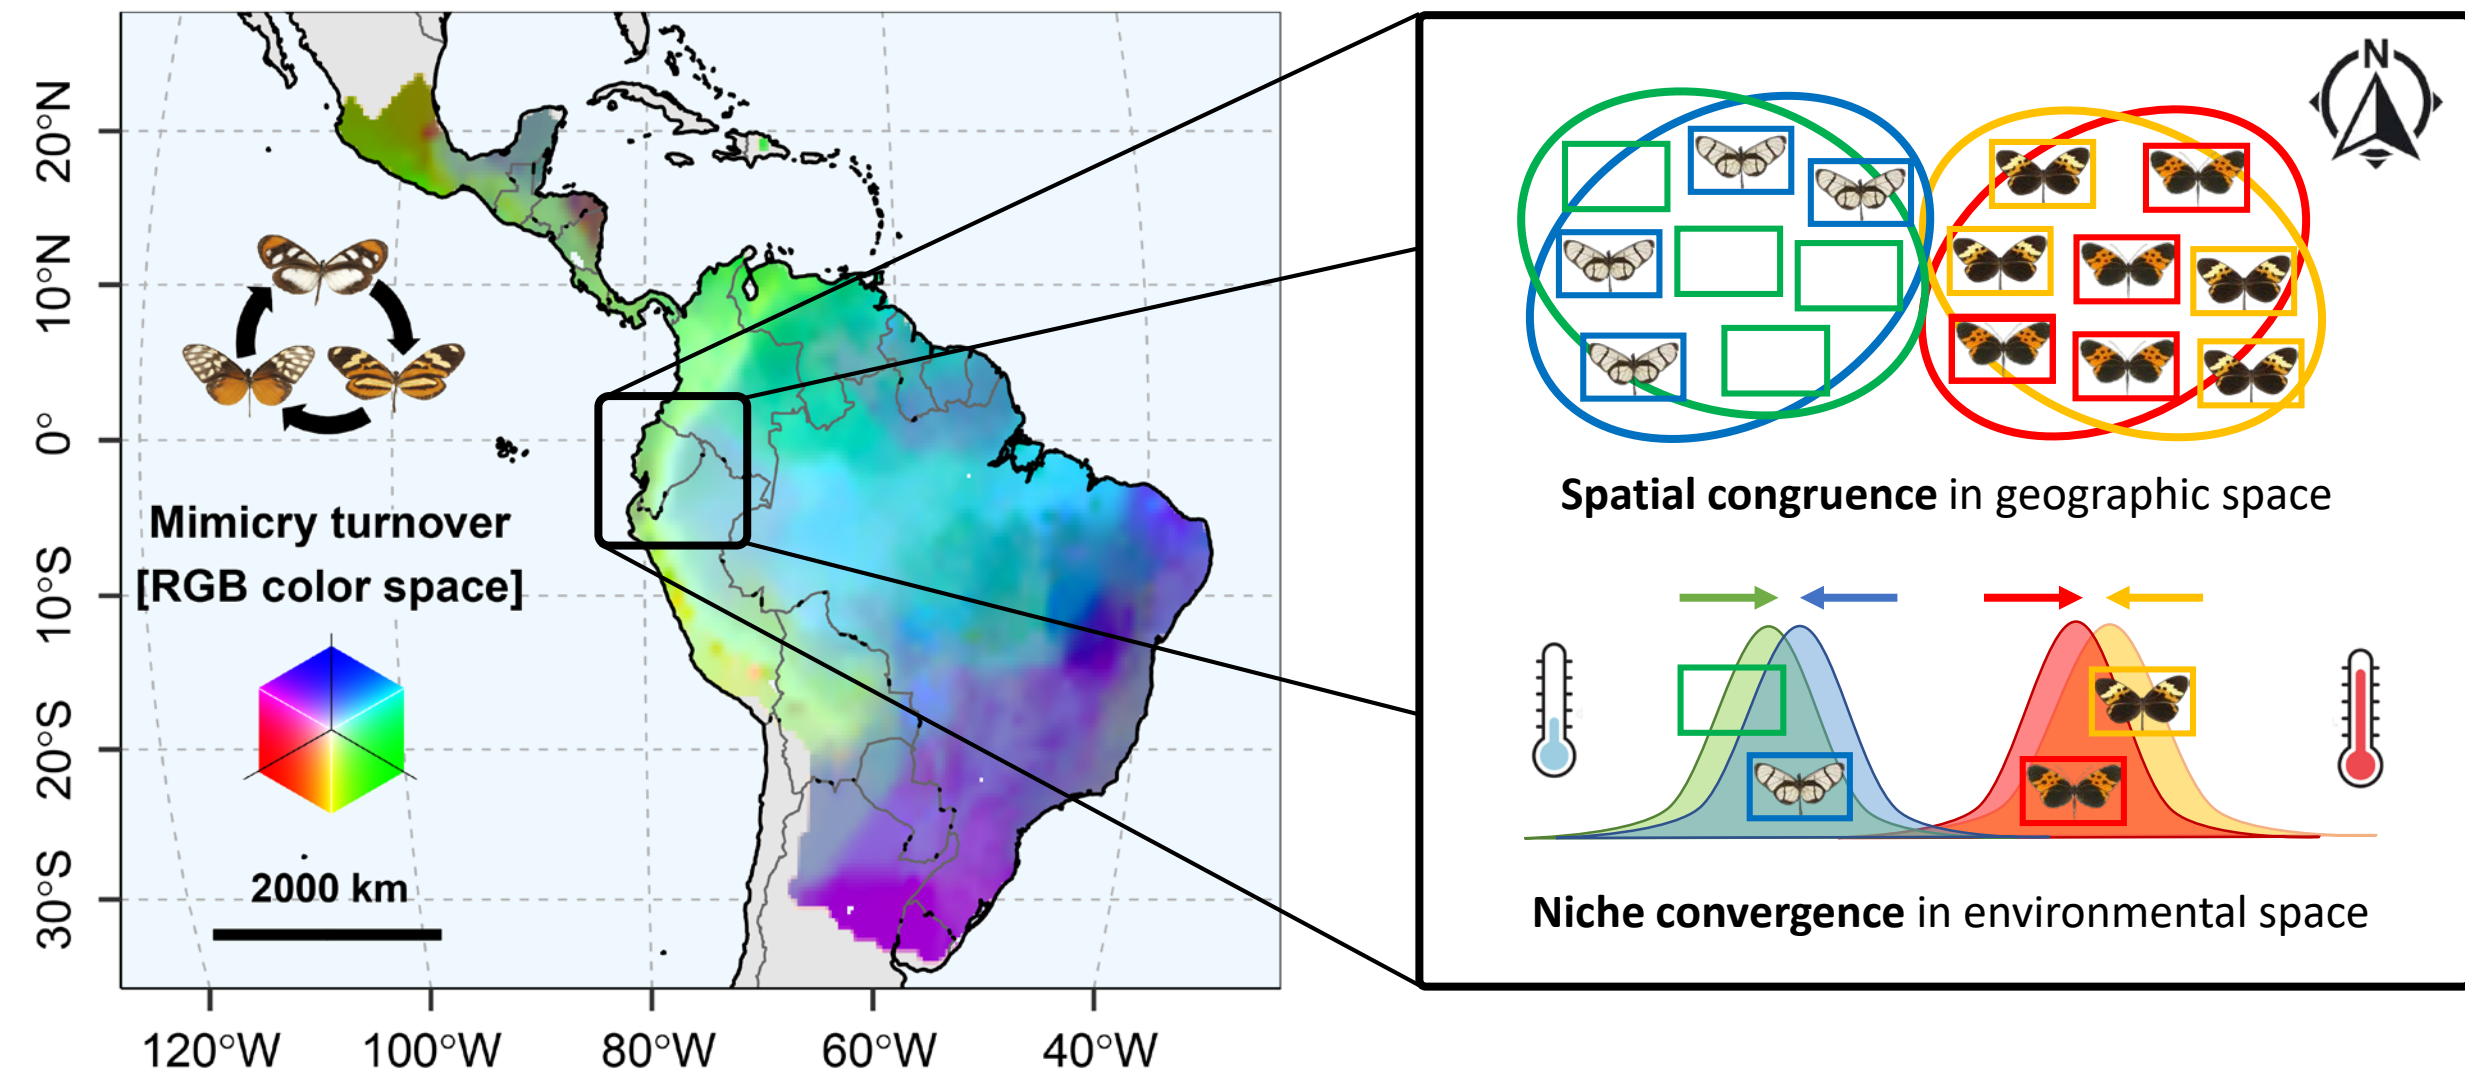 20°N
10°N
0°
10°S
20°S
30°S
120°W
100°W
80°W
60°W
40°W
Mimicry turnover
[RGB color space]
2000 km
N
Spatial congruence in geographic space
Niche convergence in environmental space